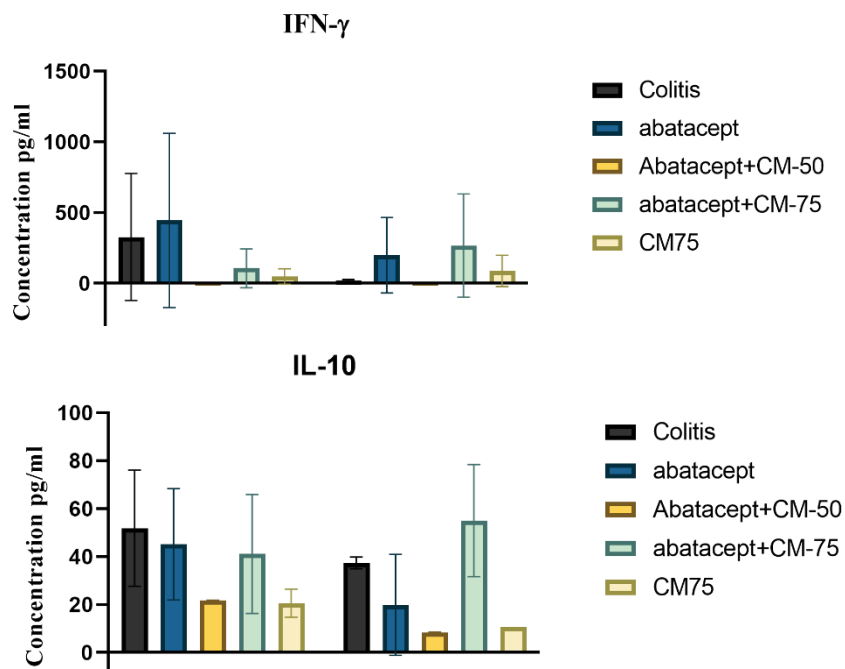 IFN-γ
Concentration pg/ml
1500
1000
500
0
Colitis
abatacept
Abatacept+CM-50
abatacept+CM-75
CM75
IL-10
Concentration pg/ml
100
80
60
40
20
0
Colitis
abatacept
Abatacept+CM-50
abatacept+CM-75
CM75